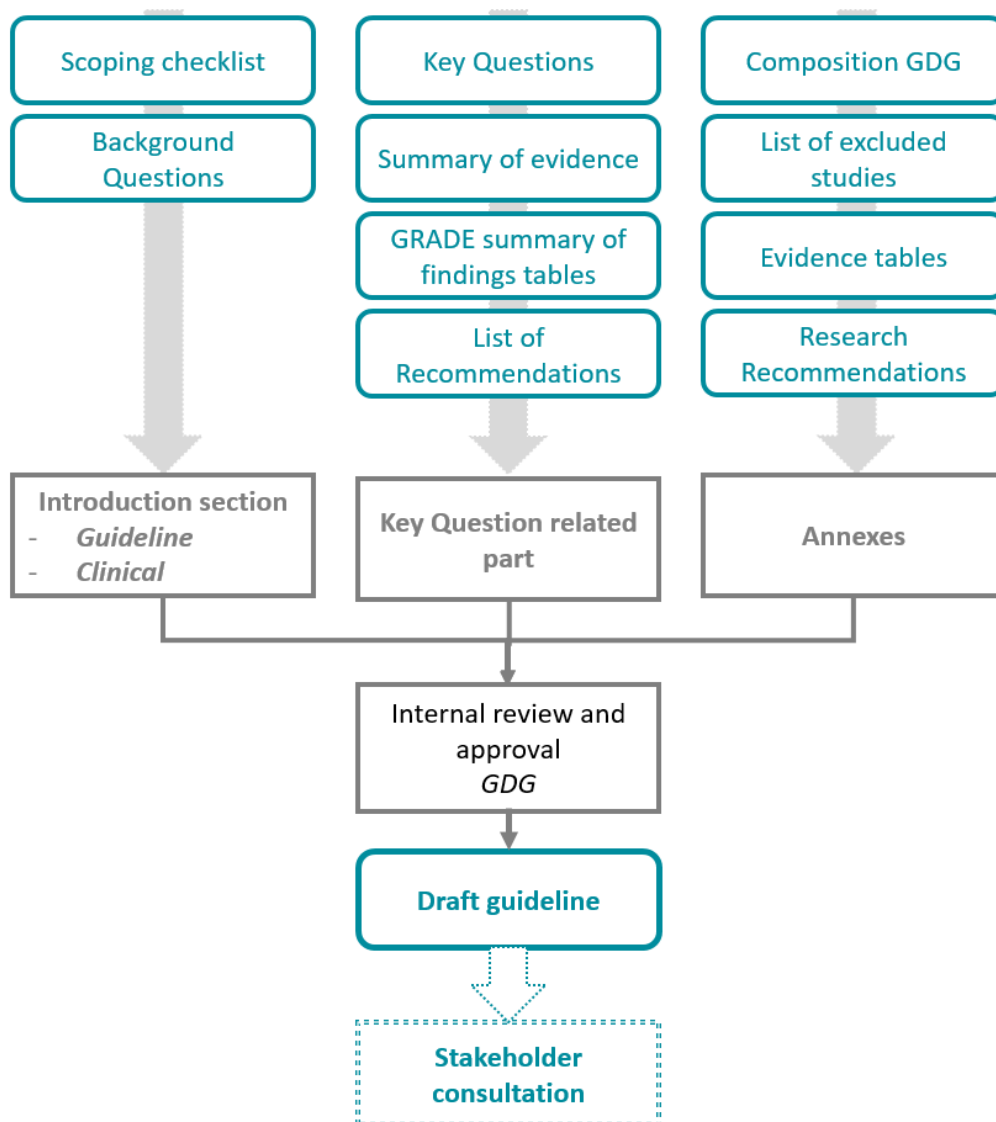 Scoping checklist
Key Questions
Composition GDG
Background
Questions
Summary of evidence
List of excluded
studies
GRADE summary of
findings tables
Evidence tables
List of
Recommendations
Research
Recommendations
Introduction section
- Guideline
- Clinical
Key Question related
part
Annexes
Internal review and
approval
GDG
Draft guideline
Stakeholder
consultation